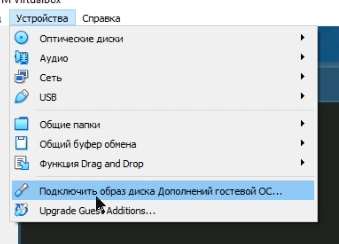 M VirtualBox
Устройства Справка
Оптические диски
Аудио
Сеть
USB
Общие папки
Общий буфер обмена
Функция Drag and Drop
Подключить образ диска Дополнений гостевой ОС...
Upgrade Guest Additions...